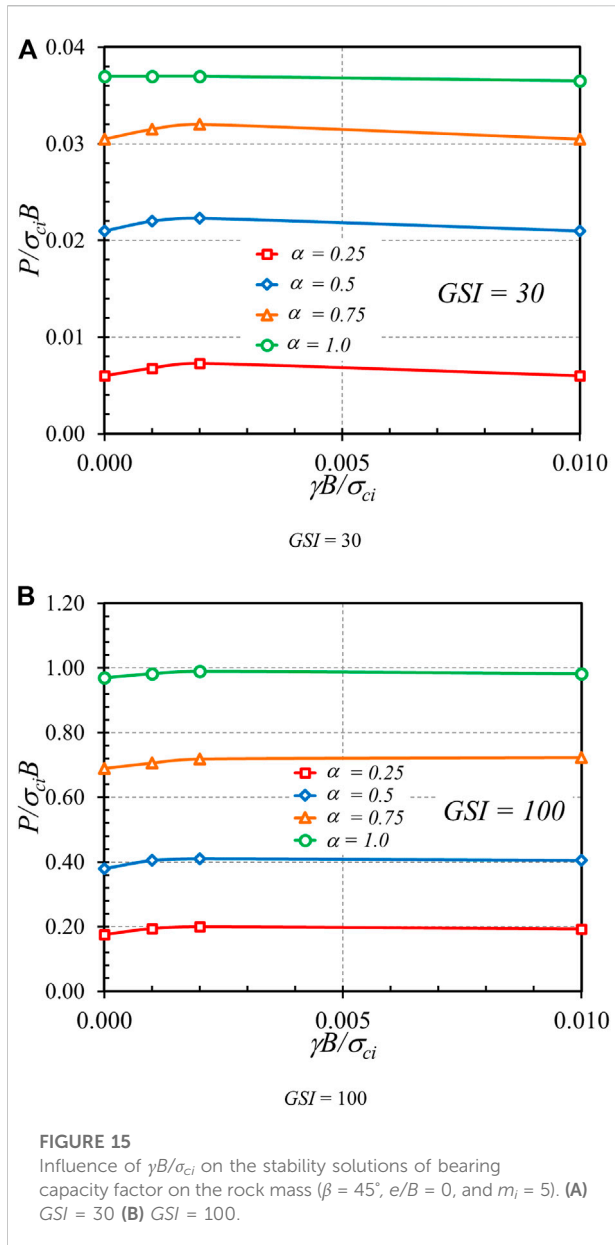 A
0.04
0.03
0.02
0.01
0.00
P/σciB
α = 0.25
α = 0.5
α = 0.75
α = 1.0
GSI = 30
0.000 0.005 0.010
γB/σci
GSI = 30
B
1.20
1.00
0.80
0.60
0.40
0.20
0.00
P/σciB
α = 0.25
α = 0.5
α = 0.75
α = 1.0
GSI = 100
0.000 0.005 0.010
γB/σci
GSI = 100
FIGURE 15
Influence of γB/σci on the stability solutions of bearing
capacity factor on the rock mass (β = 45°, e/B = 0, and mi = 5). (A)
GSI = 30 (B) GSI = 100.